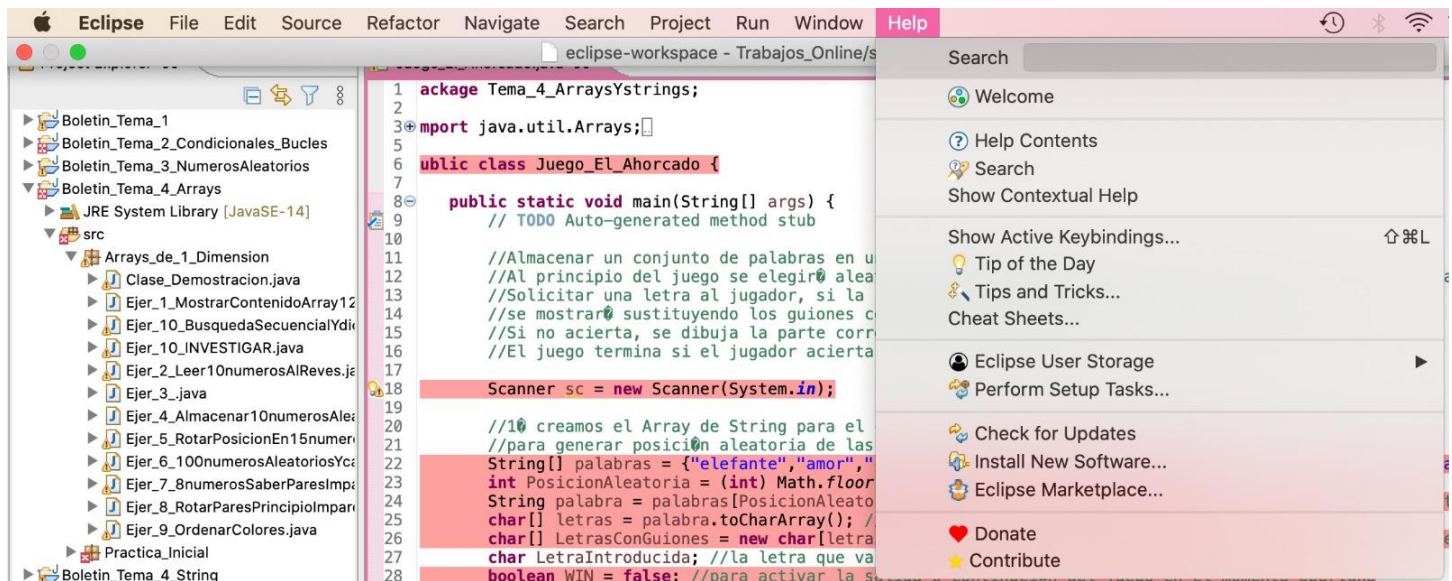 Eclipse File Edit Source Refactor Navigate Search Project Run Window Help
eclipse-workspace - Trabajos_Online/s
Boletin_Tema_1
Boletin_Tema_2_Condicionales_Bucles
Boletin_Tema_3_NumerosAleatorios
Boletin_Tema_4_Arrays
JRE System Library [JavaSE-14]
src
Arrays_de_1_Dimension
Clase_Demostracion.java
Ejer_1_MostrarContenidoArray12
Ejer_10_BusquedaSecuencialYdi
Ejer_10_INVESTIGAR.java
Ejer_2_Leer10numerosAlReves.ja
Ejer_3_.java
Ejer_4_Almacenar10numerosAlea
Ejer_5_RotarPosicionEn15numer
Ejer_6_100numerosAleatoriosYca
Ejer_7_8numerosSaberParesImpa
Ejer_8_RotarParesPrincipioImpar
Ejer_9_OrdenarColores.java
Practica_Inicial
Boletin_Tema_4_String
1 ackage Tema_4_ArraysYstrings;
2
3 mport java.util.Arrays;
5
6 ublic class Juego_El_Ahorcado {
7
8 public static void main(String[] args) {
9 // TODO Auto-generated method stub
10
11 //Almacenar un conjunto de palabras en u
12 //Al principio del juego se elegir� alea
13 //Solicitar una letra al jugador, si la
14 //se mostrar� sustituyendo los guiones c
15 //Si no acierta, se dibuja la parte corr
16 //El juego termina si el jugador acierta
17
18 Scanner sc = new Scanner(System.in);
19
20 //1� creamos el Array de String para el
21 //para generar posici�n aleatoria de las
22 String[] palabras = {"elefante","amor","
23 int PosicionAleatoria = (int) Math.floor
24 String palabra = palabras[PosicionAleato
25 char[] letras = palabra.toCharArray(); /
26 char[] LetrasConGuiones = new char[letra
27 char LetraIntroducida; //la letra que va
28 boolean WIN = false; //para activar la
Search
Welcome
Help Contents
Search
Show Contextual Help
Show Active Keybindings... ⇧⌘L
Tip of the Day
Tips and Tricks...
Cheat Sheets...
Eclipse User Storage
Perform Setup Tasks...
Check for Updates
Install New Software...
Eclipse Marketplace...
Donate
Contribute